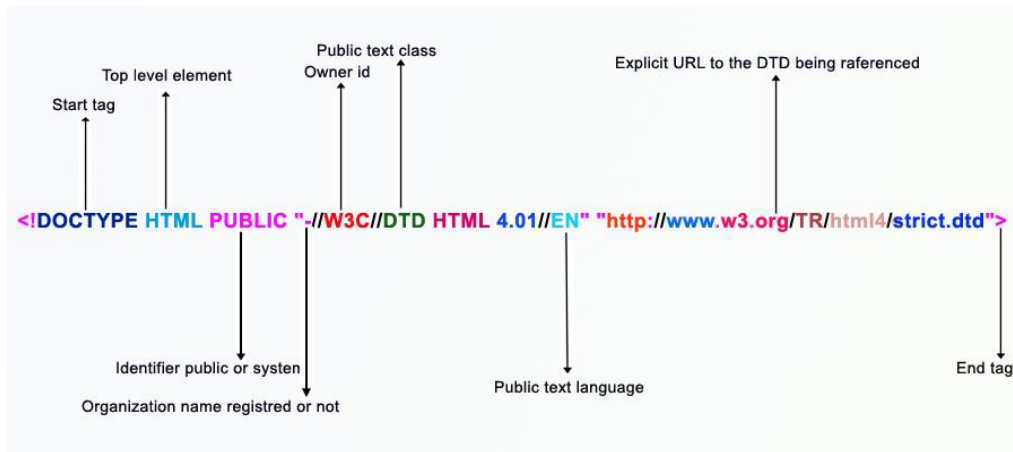 Public text class
Owner id
Explicit URL to the DTD being raferenced
Top level element
Start tag
<!DOCTYPE HTML PUBLIC "-//W3C//DTD HTML 4.01//EN" "http://www.w3.org/TR/html4/strict.dtd">
Identifier public or systen
End tag
Public text language
Organization name registred or not